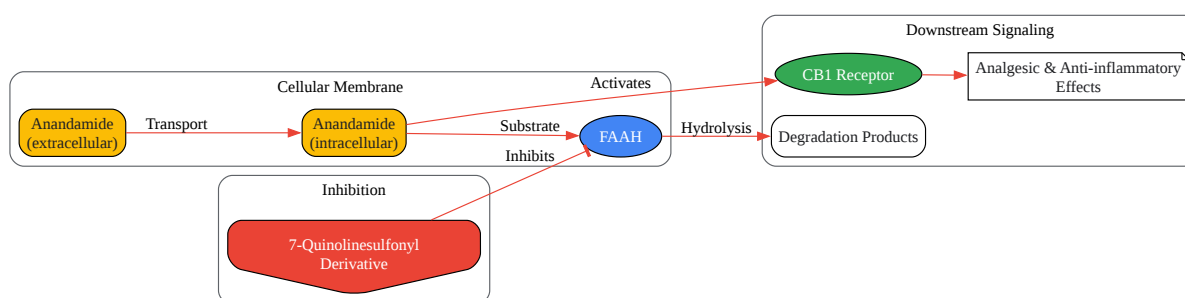 Downstream Signaling
CB1 Receptor
Analgesic & Anti-inflammatory
Effects
Activates
Cellular Membrane
Anandamide
(extracellular)
Transport
Anandamide
(intracellular)
Substrate
FAAH
Hydrolysis
Degradation Products
Inhibits
Inhibition
7-Quinolinesulfonyl
Derivative